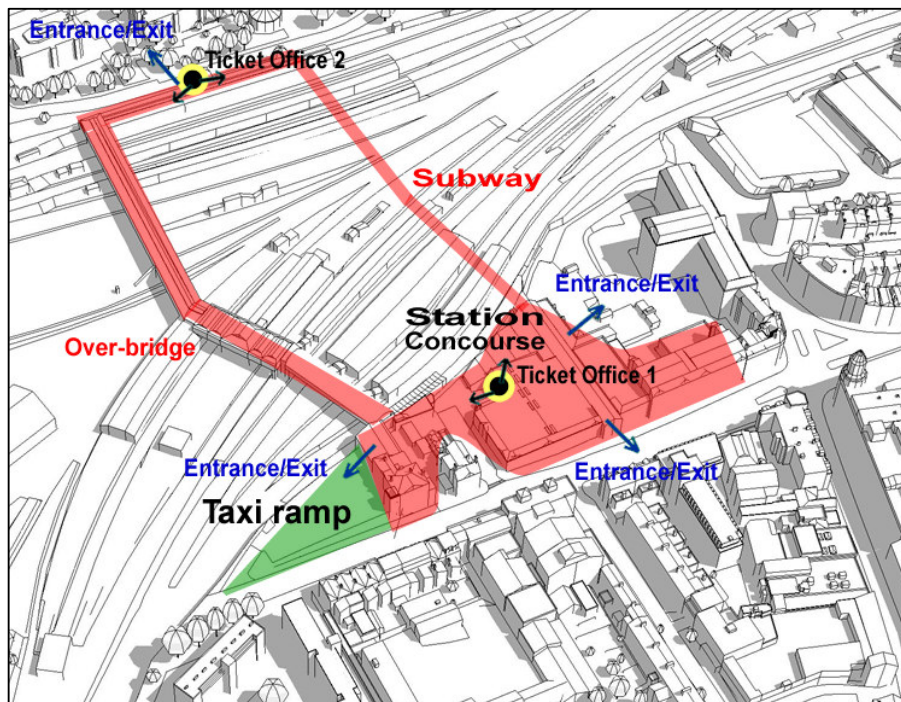 Entrance/Exit
Ticket Office 2
Subway
Entrance/Exit
Station
Concourse
Over-bridge
Ticket Office 1
Entrance/Exit
Entrance/Exit
Taxi ramp